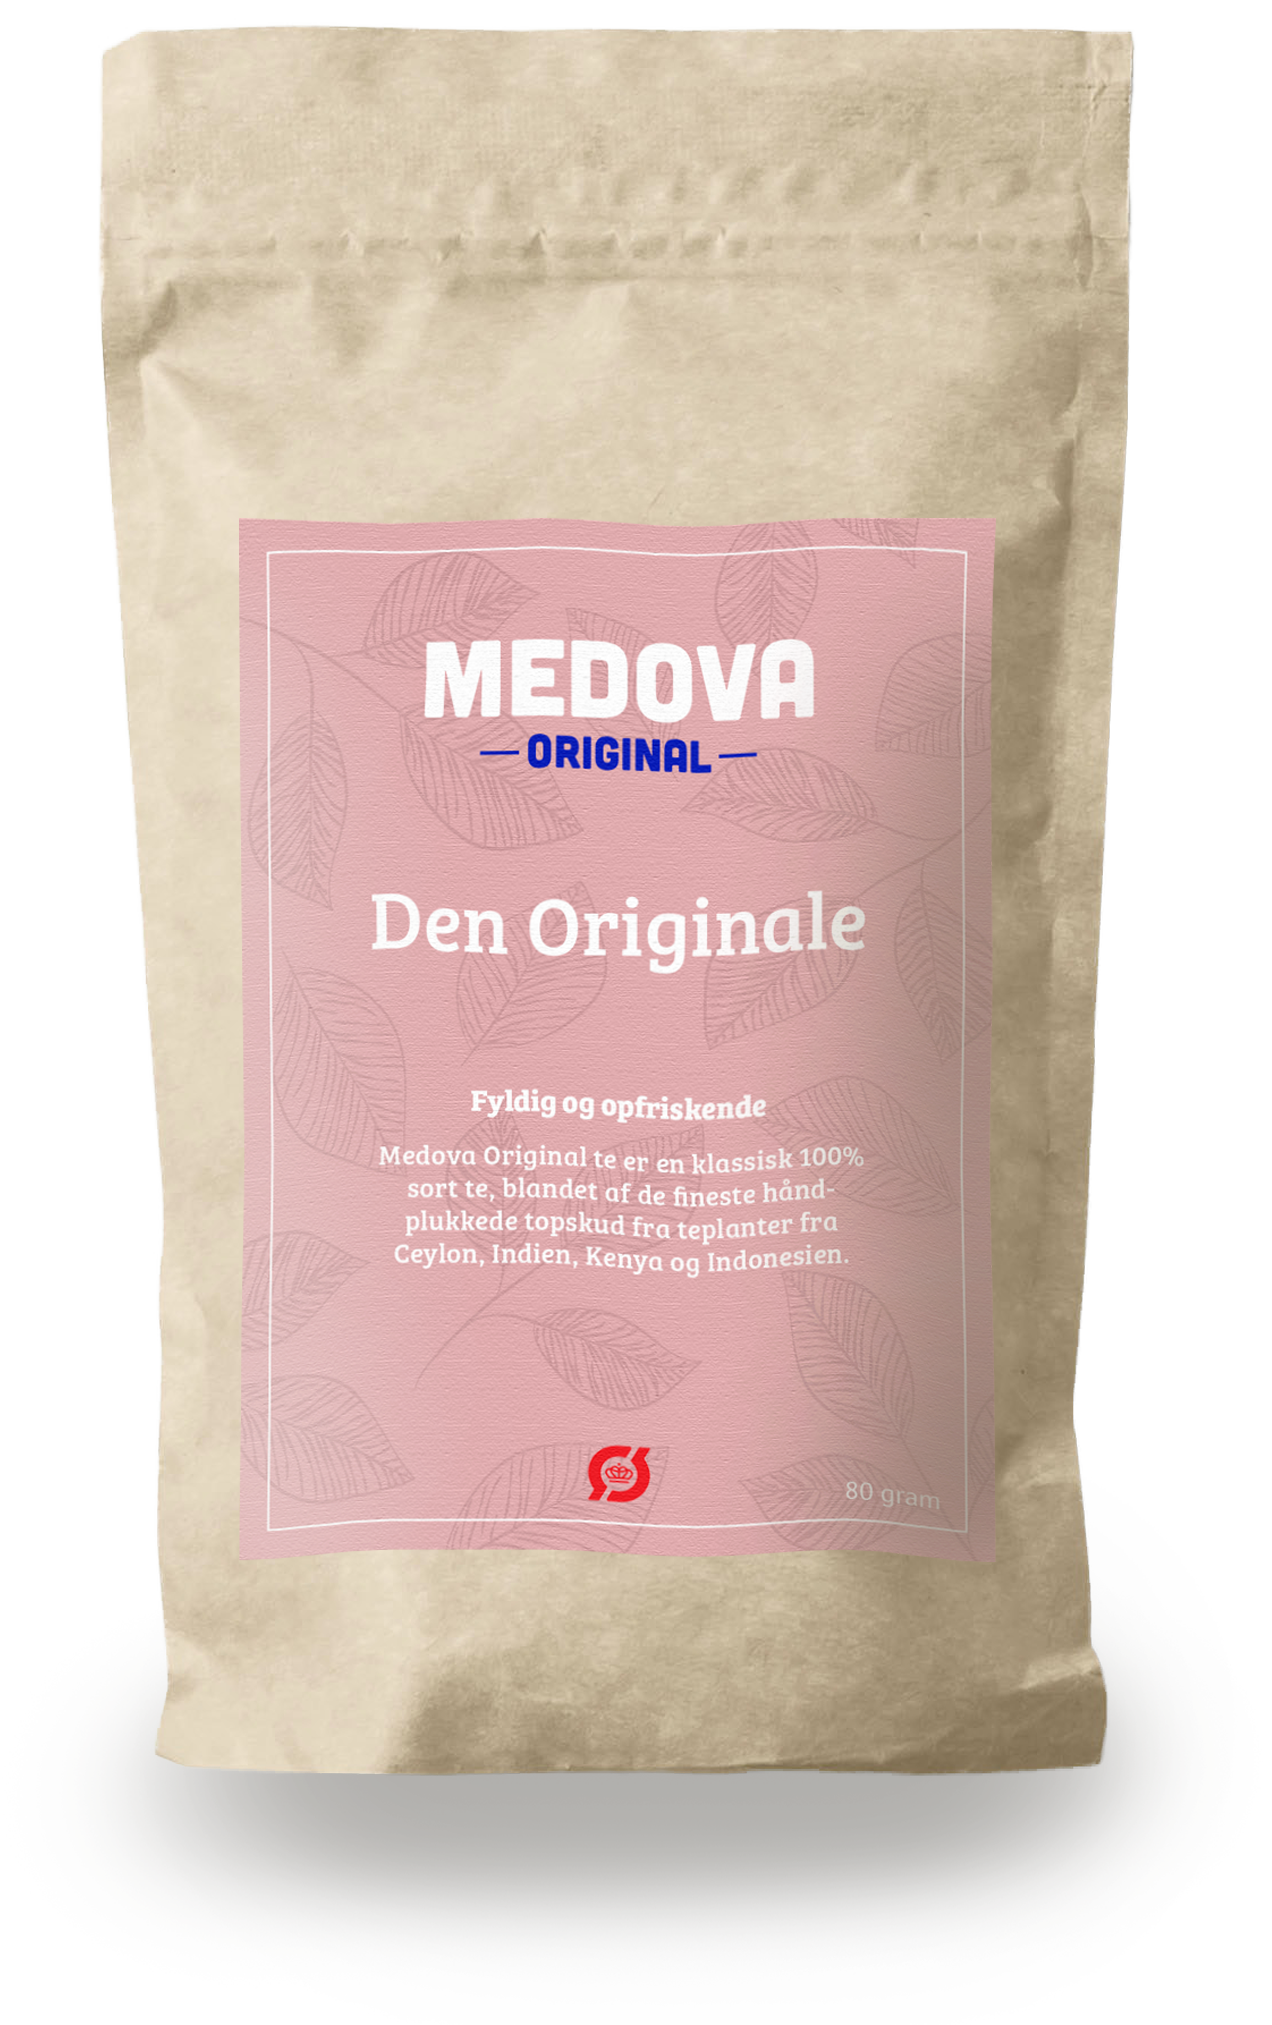 MEDOVA
ORIGINAL
Den Originale
Fyldig og opfriskende
Medova Original te er en klassisk 100%
sort te, blandet af de fineste hånd-
plukkede topskud fra teplanter fra
Ceylon, Indien, Kenya og Indonesien.
Ø
80 gram